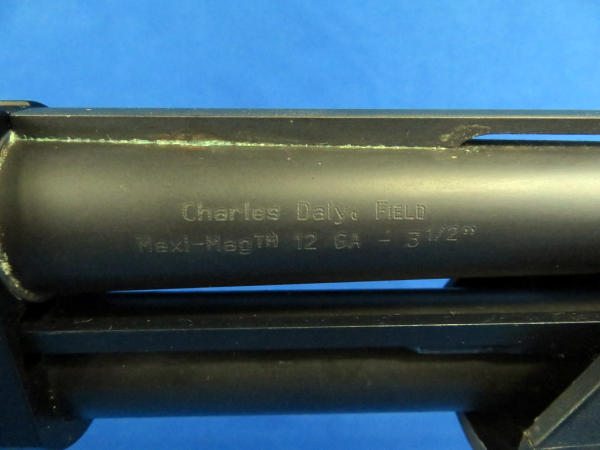 Charles Daly® FIELD
Maxi-Mag™ 12 GA - 3 1/2"